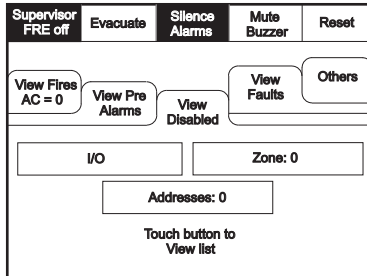 Supervisor
FRE off
Evacuate
Silence
Alarms
Mute
Buzzer
Reset
View Fires
AC = 0
View Pre
Alarms
View
Disabled
View
Faults
Others
I/O
Zone: 0
Addresses: 0
Touch button to
View list